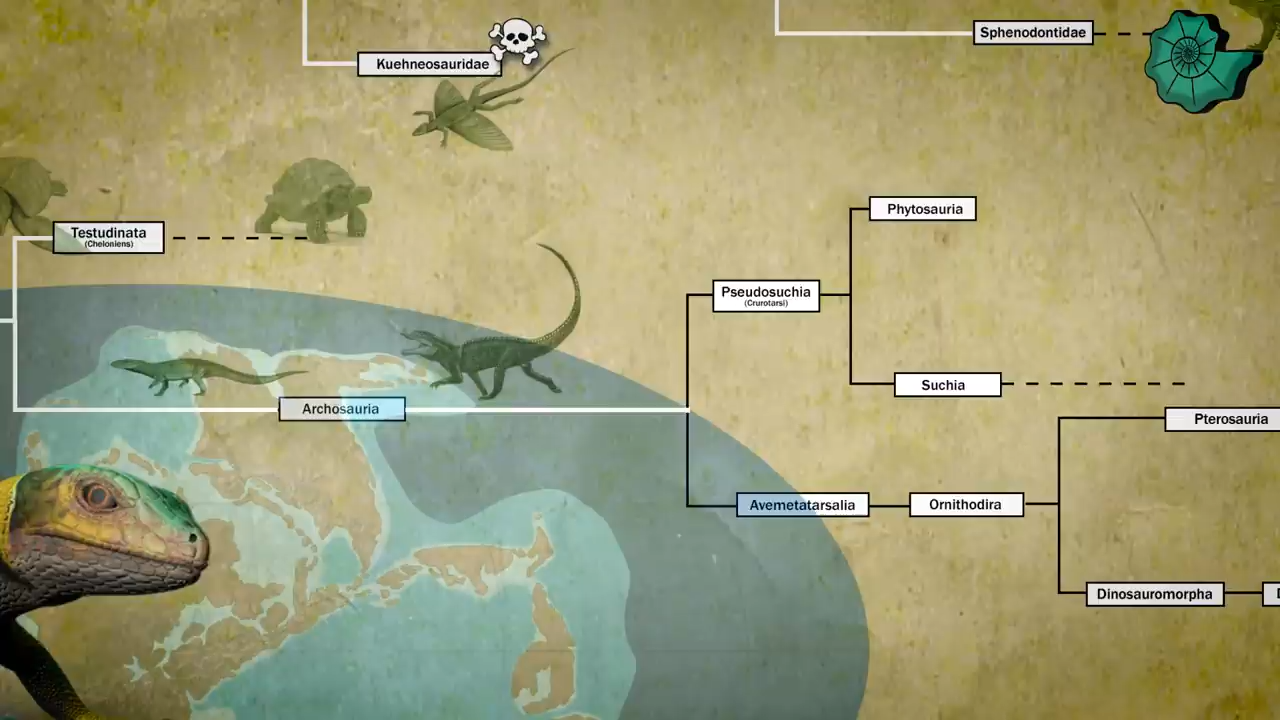 Sphenodontidae
Kuehneosauridae
Phytosauria
Testudinata
(Cheloniens)
Pseudosuchia
(Crurotarsi)
Suchia
Archosauria
Pterosauria
Avemetatarsalia
Ornithodira
Dinosauromorpha